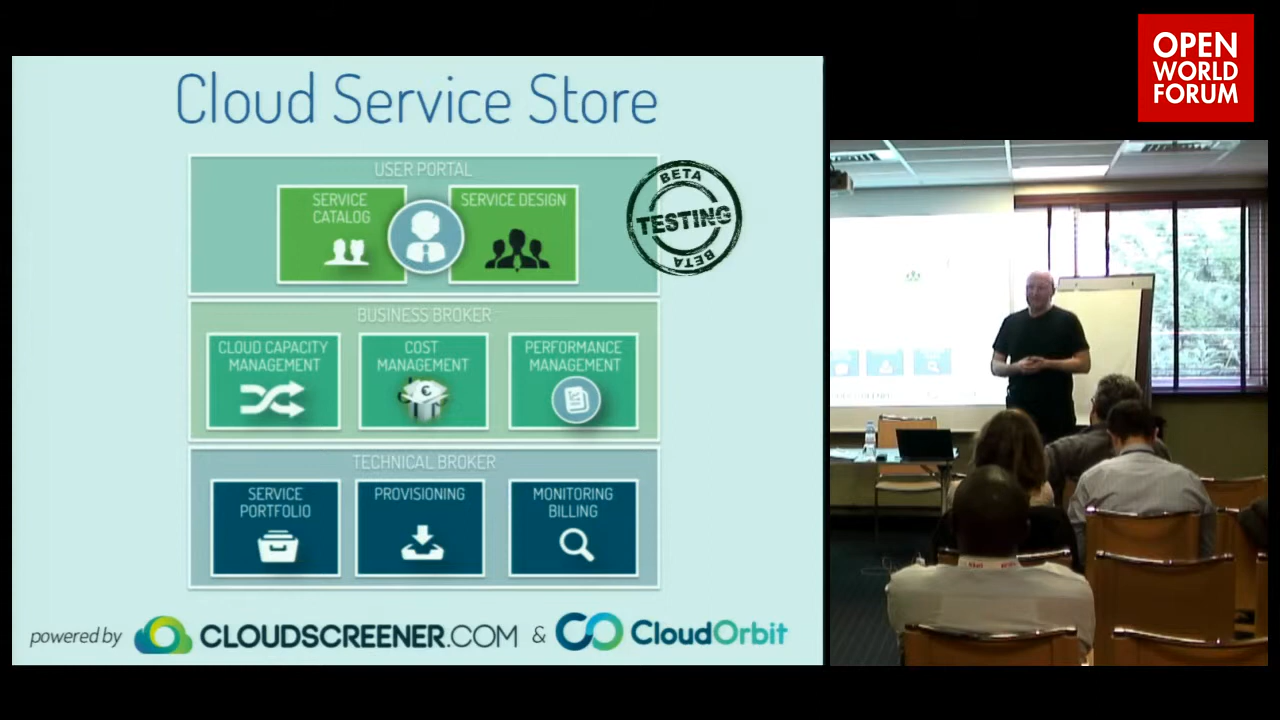 Cloud Service Store
USER PORTAL
SERVICE
CATALOG
SERVICE DESIGN
BETA
TESTING
BETA
BUSINESS BROKER
CLOUD CAPACITY
MANAGEMENT
COST
MANAGEMENT
€
PERFORMANCE
MANAGEMENT
TECHNICAL BROKER
SERVICE
PORTFOLIO
PROVISIONING
MONITORING
BILLING
powered by CLOUDSCREENER.COM & CloudOrbit
OPEN
WORLD
FORUM